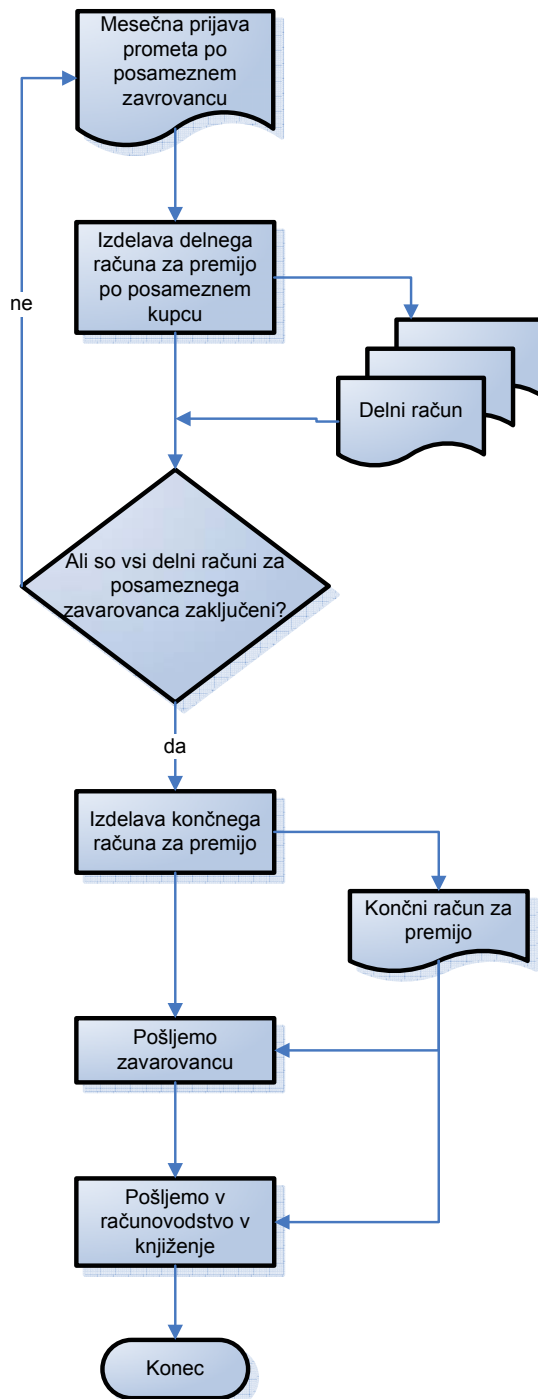 Mesečna prijava
prometa po
posameznem
zavrovancu
Izdelava delnega
računa za premijo
po posameznem
kupcu
ne
Delni račun
Ali so vsi delni računi za
posameznega
zavarovanca zaključeni?
da
Izdelava končnega
računa za premijo
Končni račun za
premijo
Pošljemo
zavarovancu
Pošljemo v
računovodstvo v
knjiženje
Konec